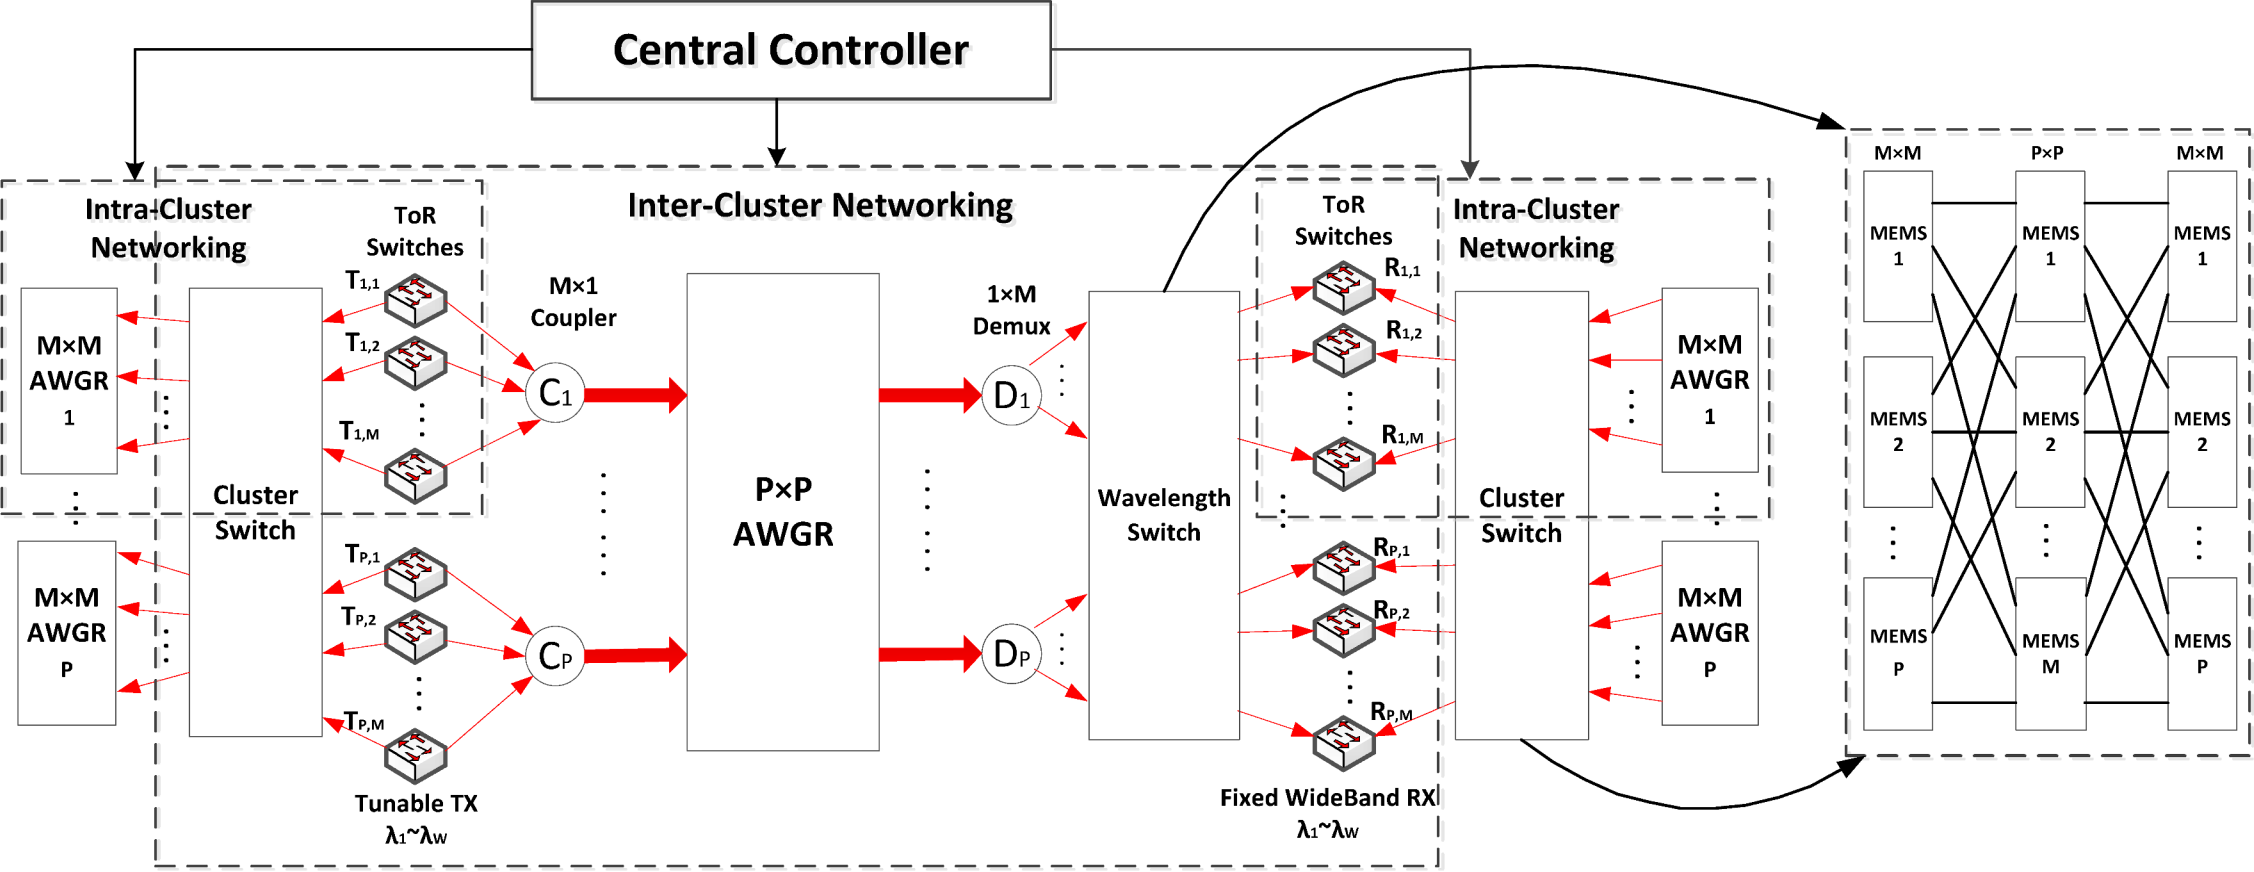 Central Controller
Intra-Cluster
Networking
ToR
Switches
Inter-Cluster Networking
ToR
Switches
Intra-Cluster
Networking
M×M
AWGR
1
M×M
AWGR
P
Cluster
Switch
T1,1
T1,2
T1,M
TP,1
TP,2
TP,M
Tunable TX
λ1~λW
M×1
Coupler
C1
CP
P×P
AWGR
1×M
Demux
D1
DP
Wavelength
Switch
R1,1
R1,2
R1,M
RP,1
RP,2
RP,M
Fixed WideBand RX
λ1~λW
Cluster
Switch
M×M
AWGR
1
M×M
AWGR
P
M×M
P×P
M×M
MEMS
1
MEMS
1
MEMS
1
MEMS
2
MEMS
2
MEMS
2
MEMS
P
MEMS
M
MEMS
P